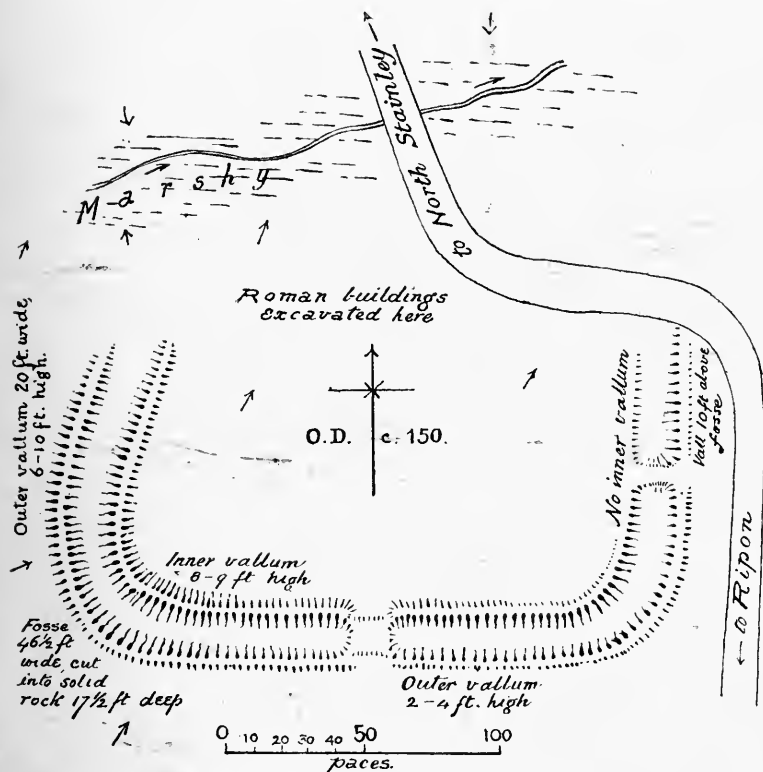 to North Stainley
Marshy
Roman buildings
excavated here
Outer vallum 20 ft. wide,
6-10 ft. high.
O.D. c. 150.
No inner vallum
Vall 10 ft above
fosse
Inner vallum
8-9 ft high
Fosse
46½ ft
wide, cut
into solid
rock 17½ ft deep
Outer vallum
2-4 ft. high
← to Ripon
0 10 20 30 40 50 100
paces.